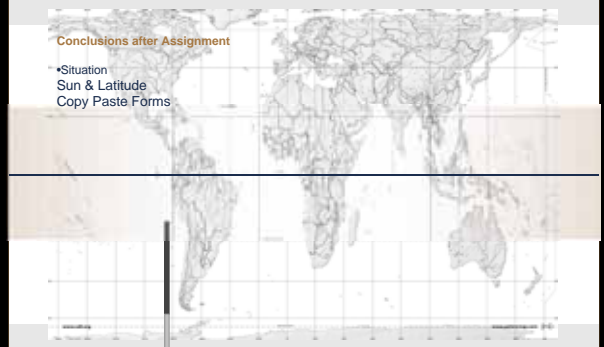 Conclusions after Assignment
•Situation
Sun & Latitude
Copy Paste Forms